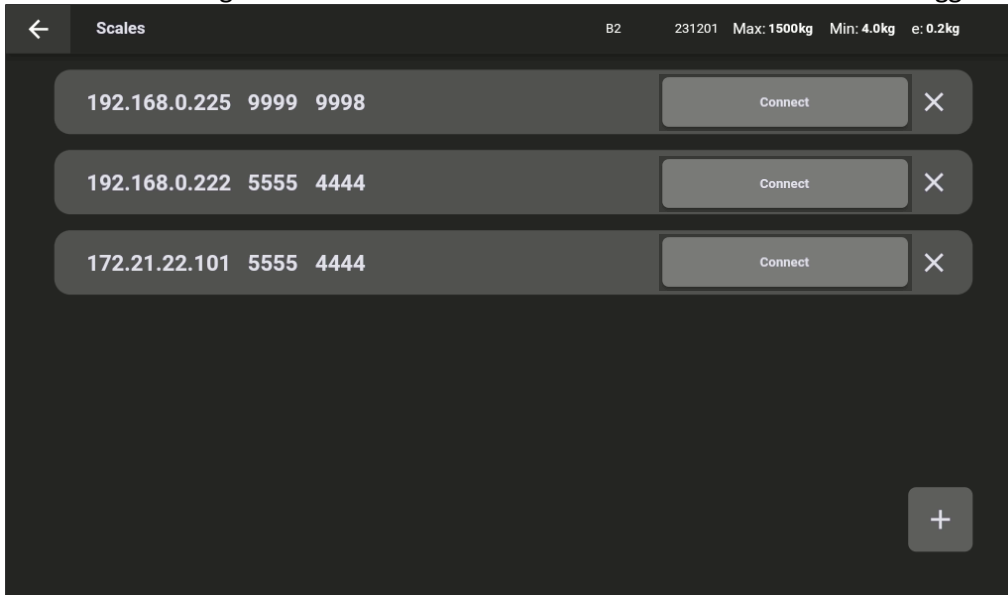 Scales B2 231201 Max: 1500kg Min: 4.0kg e: 0.2kg
192.168.0.225 9999 9998 Connect
192.168.0.222 5555 4444 Connect
172.21.22.101 5555 4444 Connect